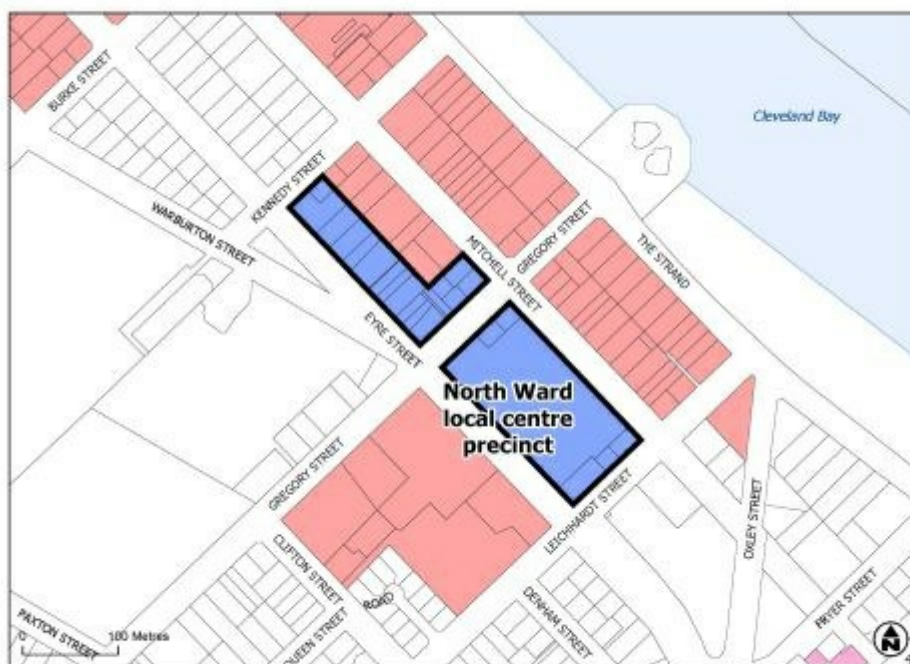 BURKE STREET
Cleveland Bay
KENNEDY STREET
WARBURTON STREET
MITCHELL STREET
GREGORY STREET
THE STRAND
EYRE STREET
North Ward
local centre
precinct
GREGORY STREET
LEICHHARDT STREET
OXLEY STREET
CLIFTON STREET
ROAD
DENHAM STREET
FRYER STREET
PAXTON STREET
QUEEN STREET
0 100 Metres
N